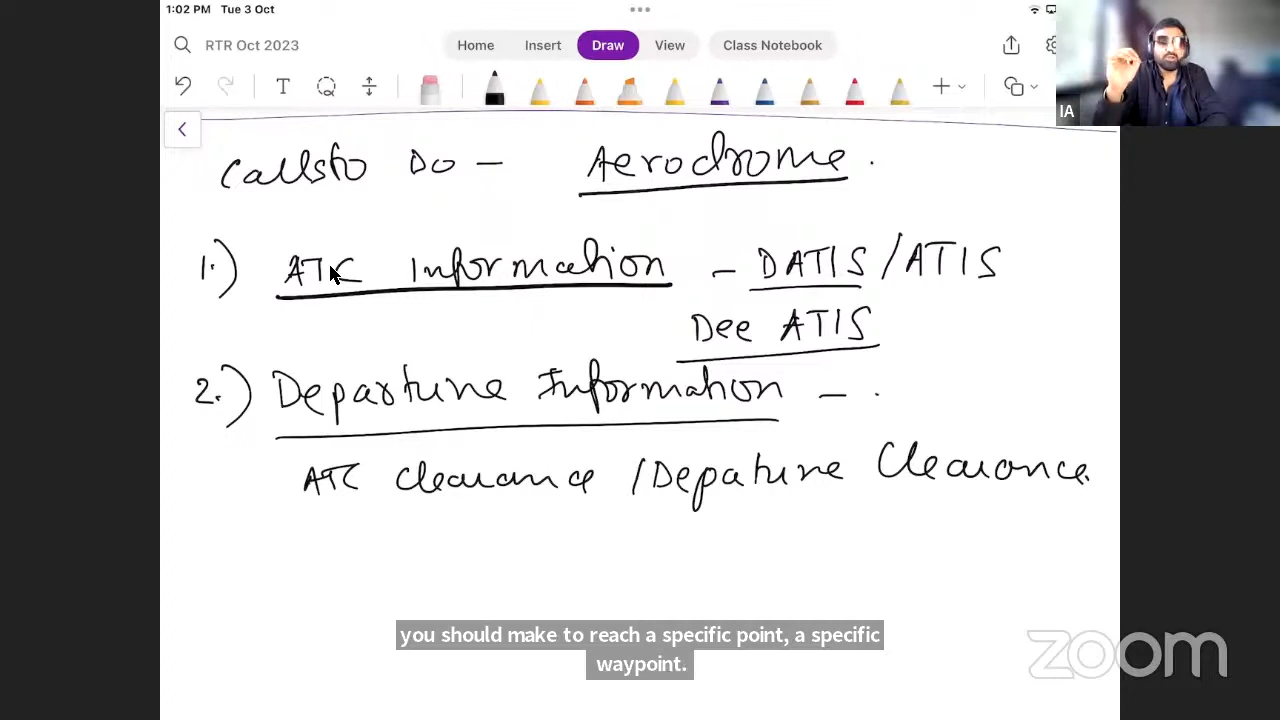 1:02 PM Tue 3 Oct
RTR Oct 2023
Home Insert Draw View Class Notebook
IA
Callsto Do - Aerodrome.
1.) ATC Information - DATIS/ATIS
Dee ATIS
2.) Departure Information - .
ATC Clearance / Depature Clearance.
you should make to reach a specific point, a specific
waypoint.
zoom